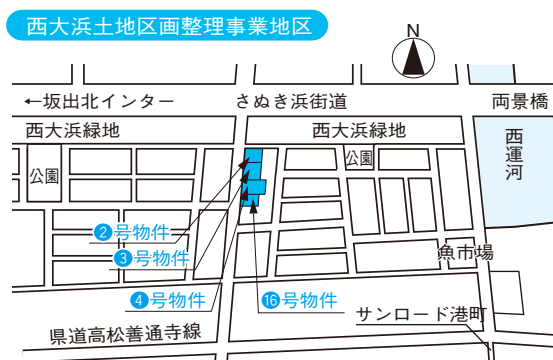 西大浜土地区画整理事業地区
N
←坂出北インター
さぬき浜街道
両景橋
西大浜緑地
西大浜緑地
西運河
公園
公園
❷号物件
❸号物件
魚市場
❹号物件
⓰号物件
サンロード港町
県道高松善通寺線